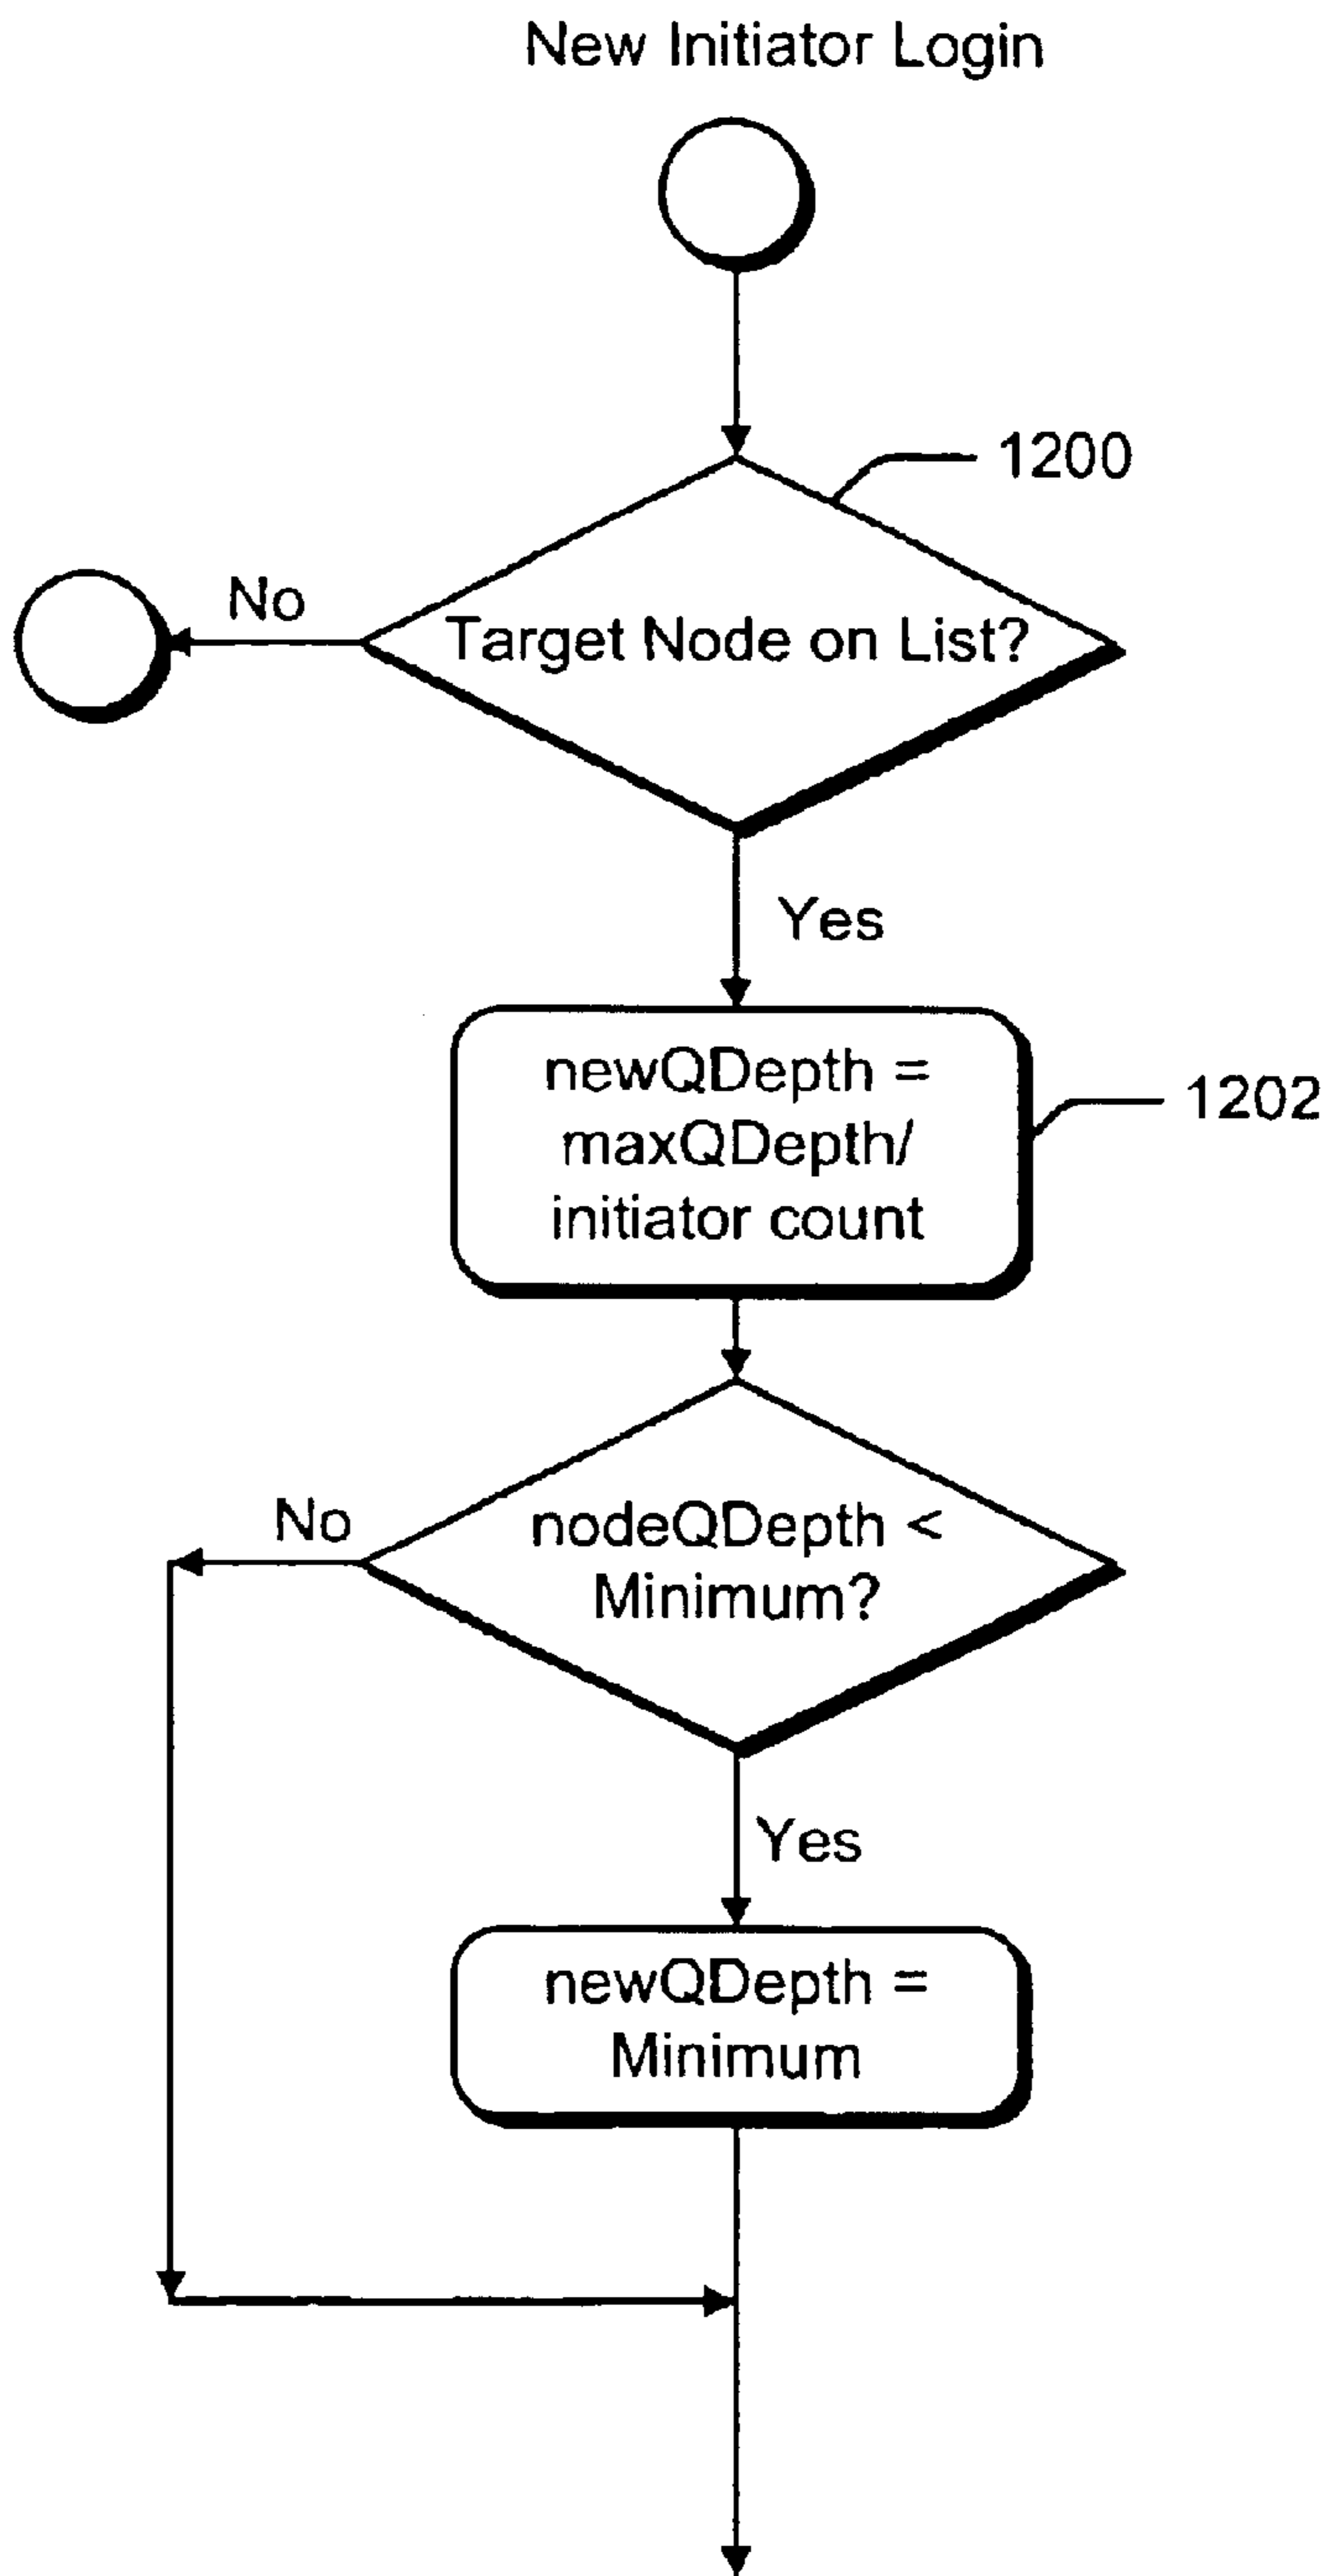 New Initiator Login
1200
No
Target Node on List?
Yes
newQDepth =
maxQDepth/
initiator count
1202
No
nodeQDepth <
Minimum?
Yes
newQDepth =
Minimum